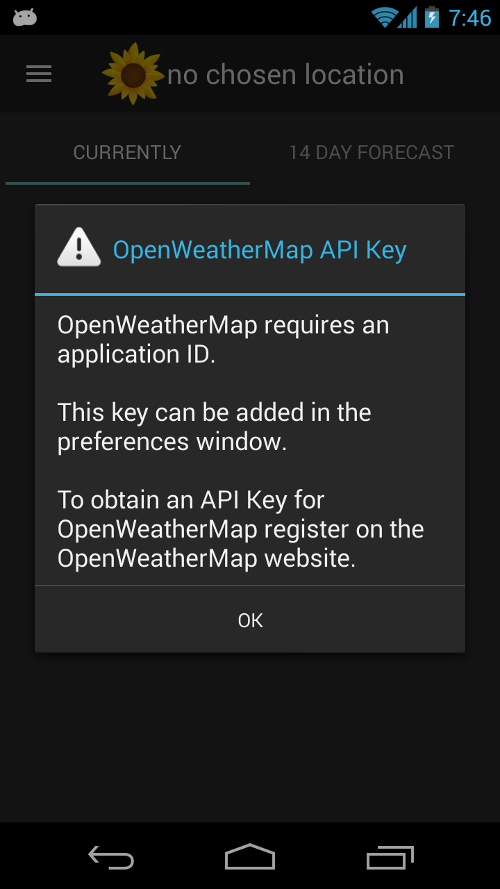 7:46
no chosen location
CURRENTLY
14 DAY FORECAST
OpenWeatherMap API Key
OpenWeatherMap requires an
application ID.
This key can be added in the
preferences window.
To obtain an API Key for
OpenWeatherMap register on the
OpenWeatherMap website.
OK